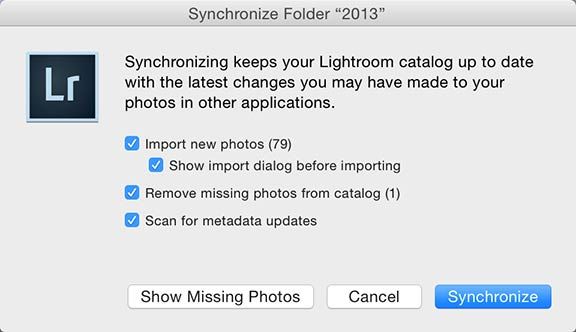 Synchronize Folder “2013”
Lr
Synchronizing keeps your Lightroom catalog up to date
with the latest changes you may have made to your
photos in other applications.
Import new photos (79)
Show import dialog before importing
Remove missing photos from catalog (1)
Scan for metadata updates
Show Missing Photos
Cancel
Synchronize